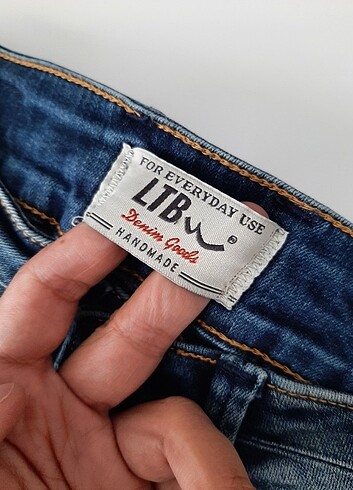 FOR EVERYDAY USE
LTB®
Denim Goods
HANDMADE